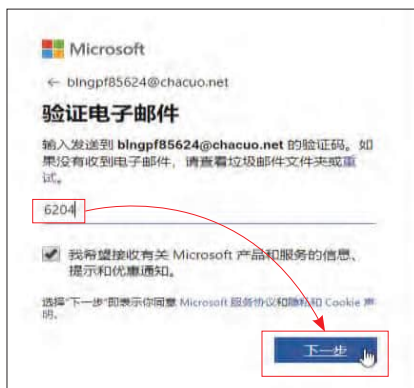 Microsoft
← blngpf85624@chacuo.net
验证电子邮件
输入发送到 blngpf85624@chacuo.net 的验证码。如
果没有收到电子邮件，请查看垃圾邮件文件夹或重
试。
6204
我希望接收有关 Microsoft 产品和服务的信息、
提示和优惠通知。
选择“下一步”即表示你同意 Microsoft 服务协议和隐私和 Cookie 声
明。
下一步